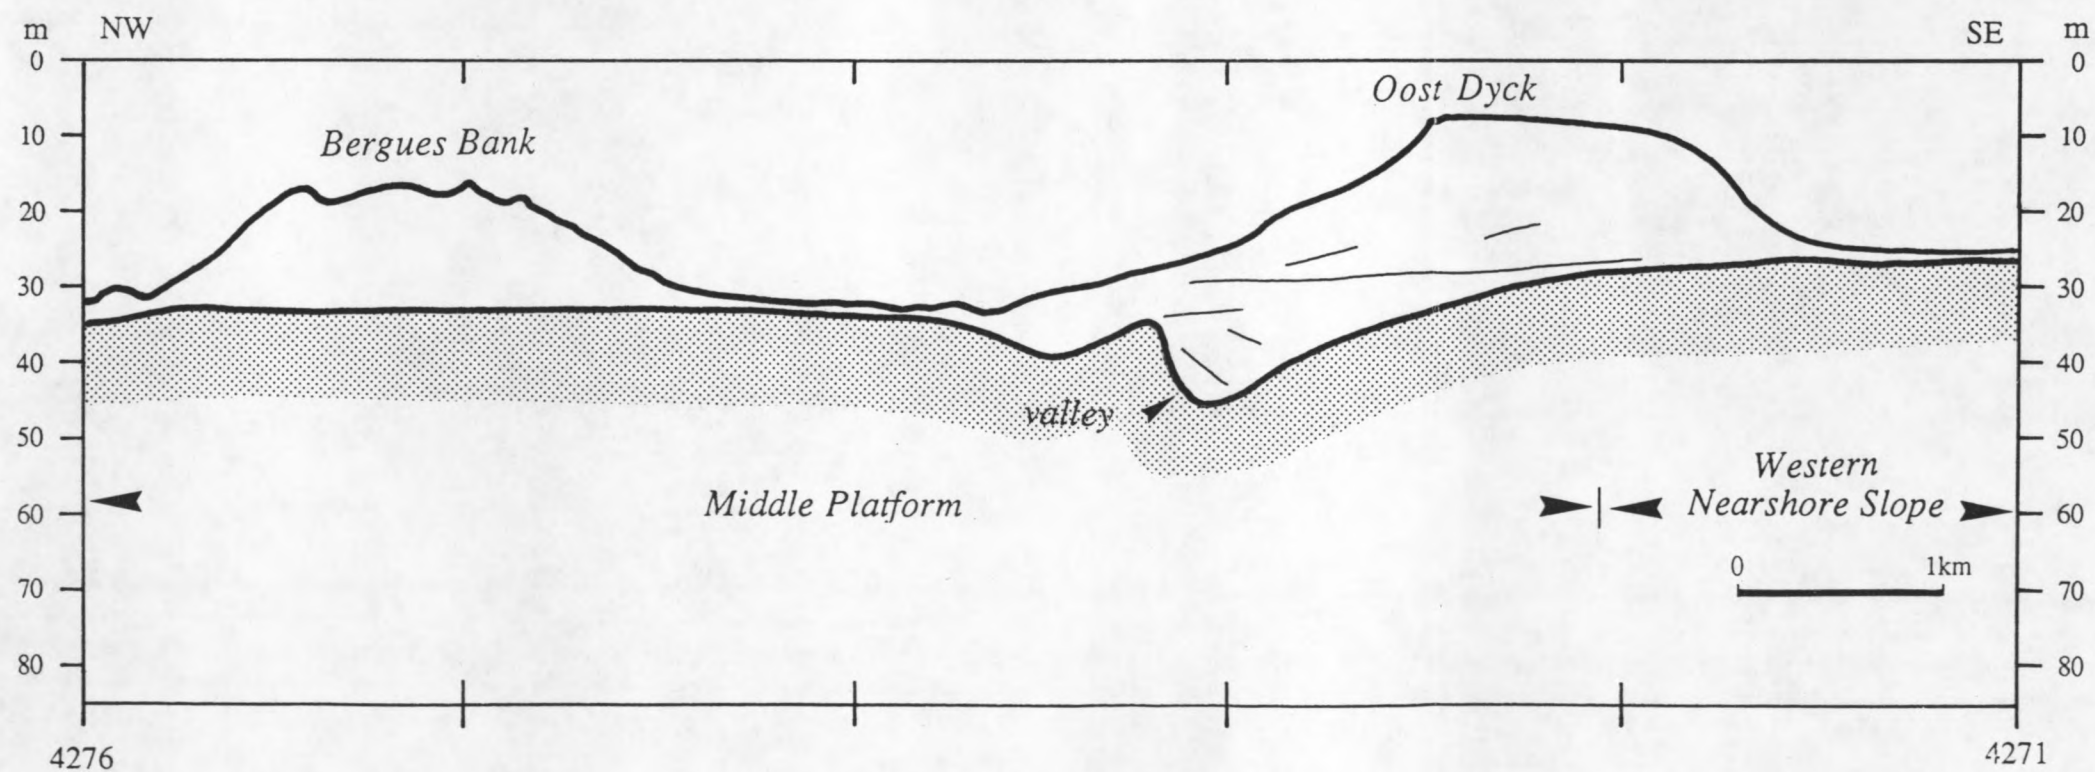 m NW SE m
0 0
Oost Dyck
10 Bergues Bank 10
20 20
30 30
40 40
valley
50 50
Western
60 Middle Platform Nearshore Slope 60
0 1km
70 70
80 80
4276 4271